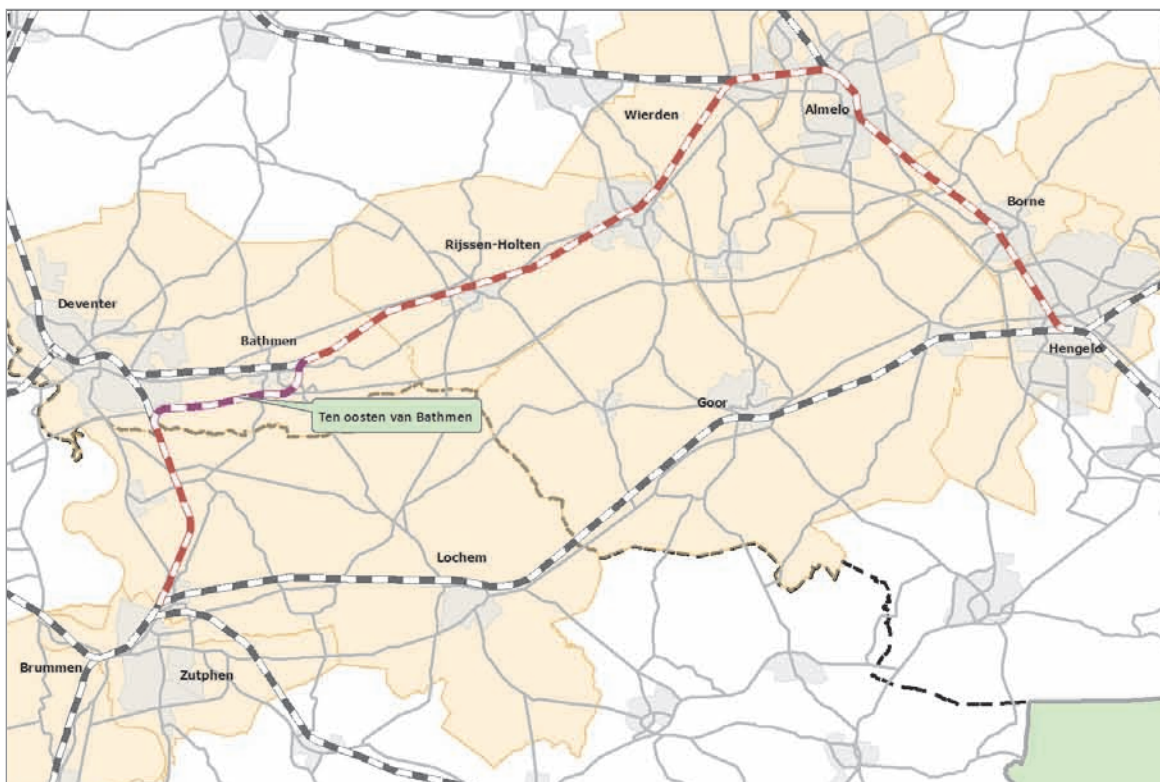 Wierden
Almelo
Borne
Rijssen-Holten
Deventer
Bathmen
Hengelo
Goor
Ten oosten van Bathmen
Lochem
Brummen
Zutphen